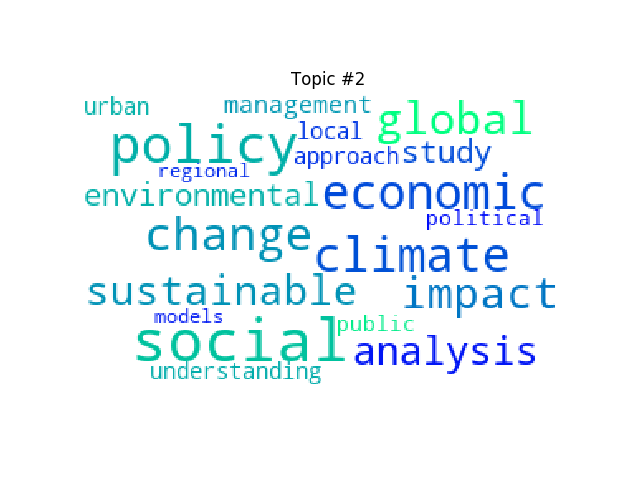 Topic #2
urban
management
global
policy
local
approach
study
regional
environmental
economic
political
change
climate
sustainable
impact
models
social
public
analysis
understanding